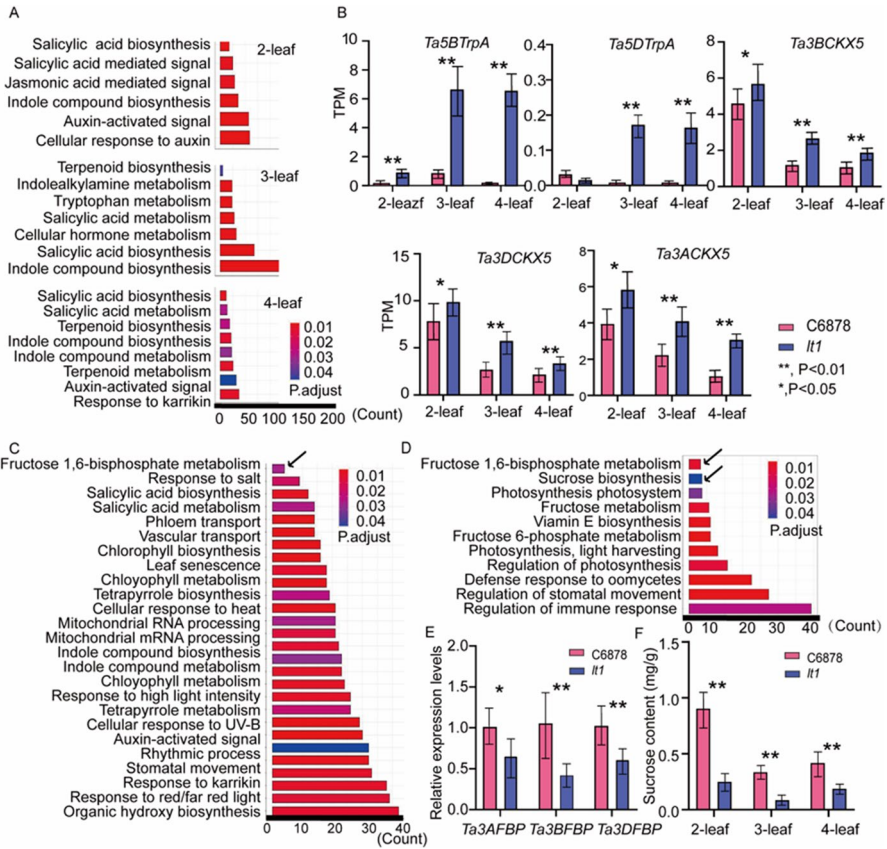 A
Salicylic acid biosynthesis
Salicylic acid mediated signal
Jasmonic acid mediated signal
Indole compound biosynthesis
Auxin-activated signal
Cellular response to auxin
2-leaf
Terpenoid biosynthesis
Indolealkylamine metabolism
Tryptophan metabolism
Salicylic acid metabolism
Cellular hormone metabolism
Salicylic acid biosynthesis
Indole compound biosynthesis
3-leaf
Salicylic acid biosynthesis
Salicylic acid metabolism
Terpenoid biosynthesis
Indole compound biosynthesis
Indole compound metabolism
Terpenoid metabolism
Auxin-activated signal
Response to karrikin
4-leaf
0.01
0.02
0.03
0.04
P.adjust
0 50 100 150 200 (Count)
B
TPM
10
8
6
4
2
0
Ta5BTrpA
** ** **
2-leazf 3-leaf 4-leaf
0.4
0.3
0.2
0.1
0.0
Ta5DTrpA
** **
2-leaf 3-leaf 4-leaf
8
6
4
2
0
Ta3BCKX5
* ** **
2-leaf 3-leaf 4-leaf
TPM
15
10
5
0
Ta3DCKX5
* ** **
2-leaf 3-leaf 4-leaf
8
6
4
2
0
Ta3ACKX5
* ** **
2-leaf 3-leaf 4-leaf
C6878
lt1
**, P<0.01
*,P<0.05
C
Fructose 1,6-bisphosphate metabolism
Response to salt
Salicylic acid biosynthesis
Salicylic acid metabolism
Phloem transport
Vascular transport
Chlorophyll biosynthesis
Leaf senescence
Chloyophyll metabolism
Tetrapyrrole biosynthesis
Cellular response to heat
Mitochondrial RNA processing
Mitochondrial mRNA processing
Indole compound biosynthesis
Indole compound metabolism
Chloyophyll metabolism
Response to high light intensity
Tetrapyrrole metabolism
Cellular response to UV-B
Auxin-activated signal
Rhythmic process
Stomatal movement
Response to karrikin
Response to red/far red light
Organic hydroxy biosynthesis
0.01
0.02
0.03
0.04
P.adjust
0 10 20 30 40
(Count)
D
Fructose 1,6-bisphosphate metabolism
Sucrose biosynthesis
Photosynthesis photosystem
Fructose metabolism
Viamin E biosynthesis
Fructose 6-phosphate metabolism
Photosynthesis, light harvesting
Regulation of photosynthesis
Defense response to oomycetes
Regulation of stomatal movement
Regulation of immune response
0.01
0.02
0.03
0.04
P.adjust
0 10 20 30 40 (Count)
E
Relative expression levels
2.0
1.5
1.0
0.5
0.0
C6878
lt1
* ** **
Ta3AFBP Ta3BFBP Ta3DFBP
F
Sucrose content (mg/g)
1.5
1.0
0.5
0.0
C6878
lt1
** ** **
2-leaf 3-leaf 4-leaf